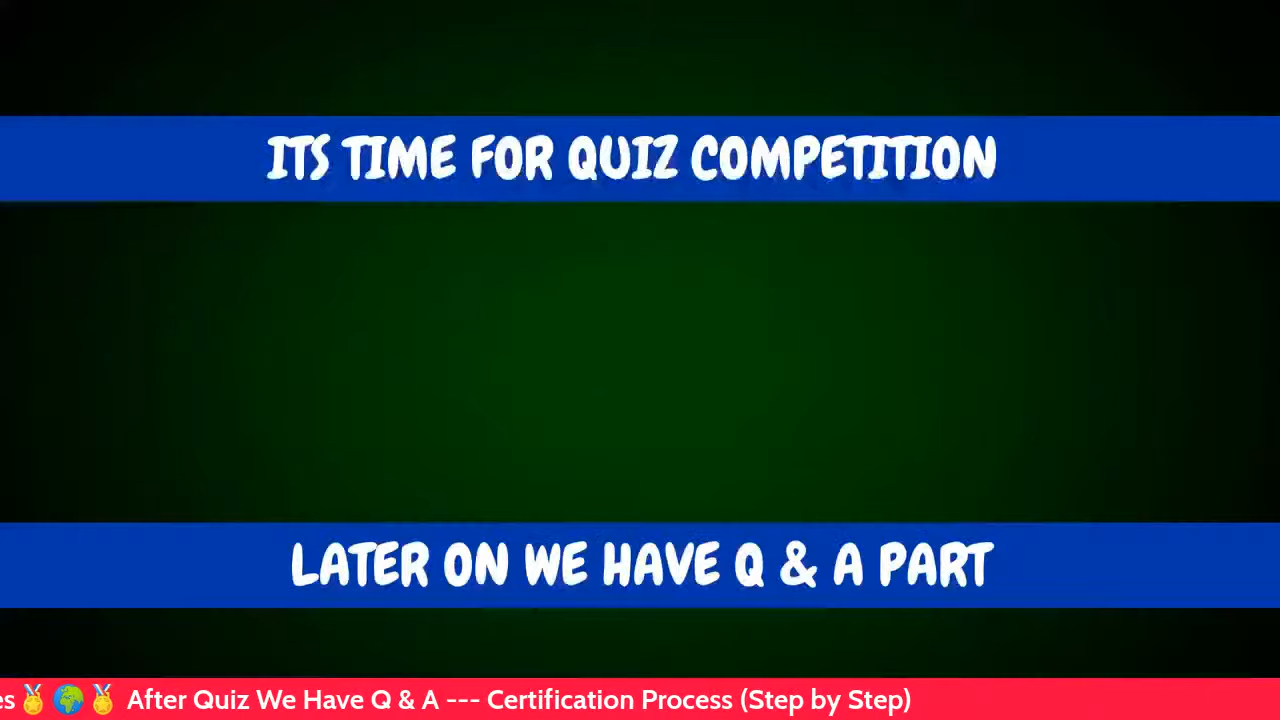 ITS TIME FOR QUIZ COMPETITION
LATER ON WE HAVE Q & A PART
es🏅🌍🏅 After Quiz We Have Q & A --- Certification Process (Step by Step)